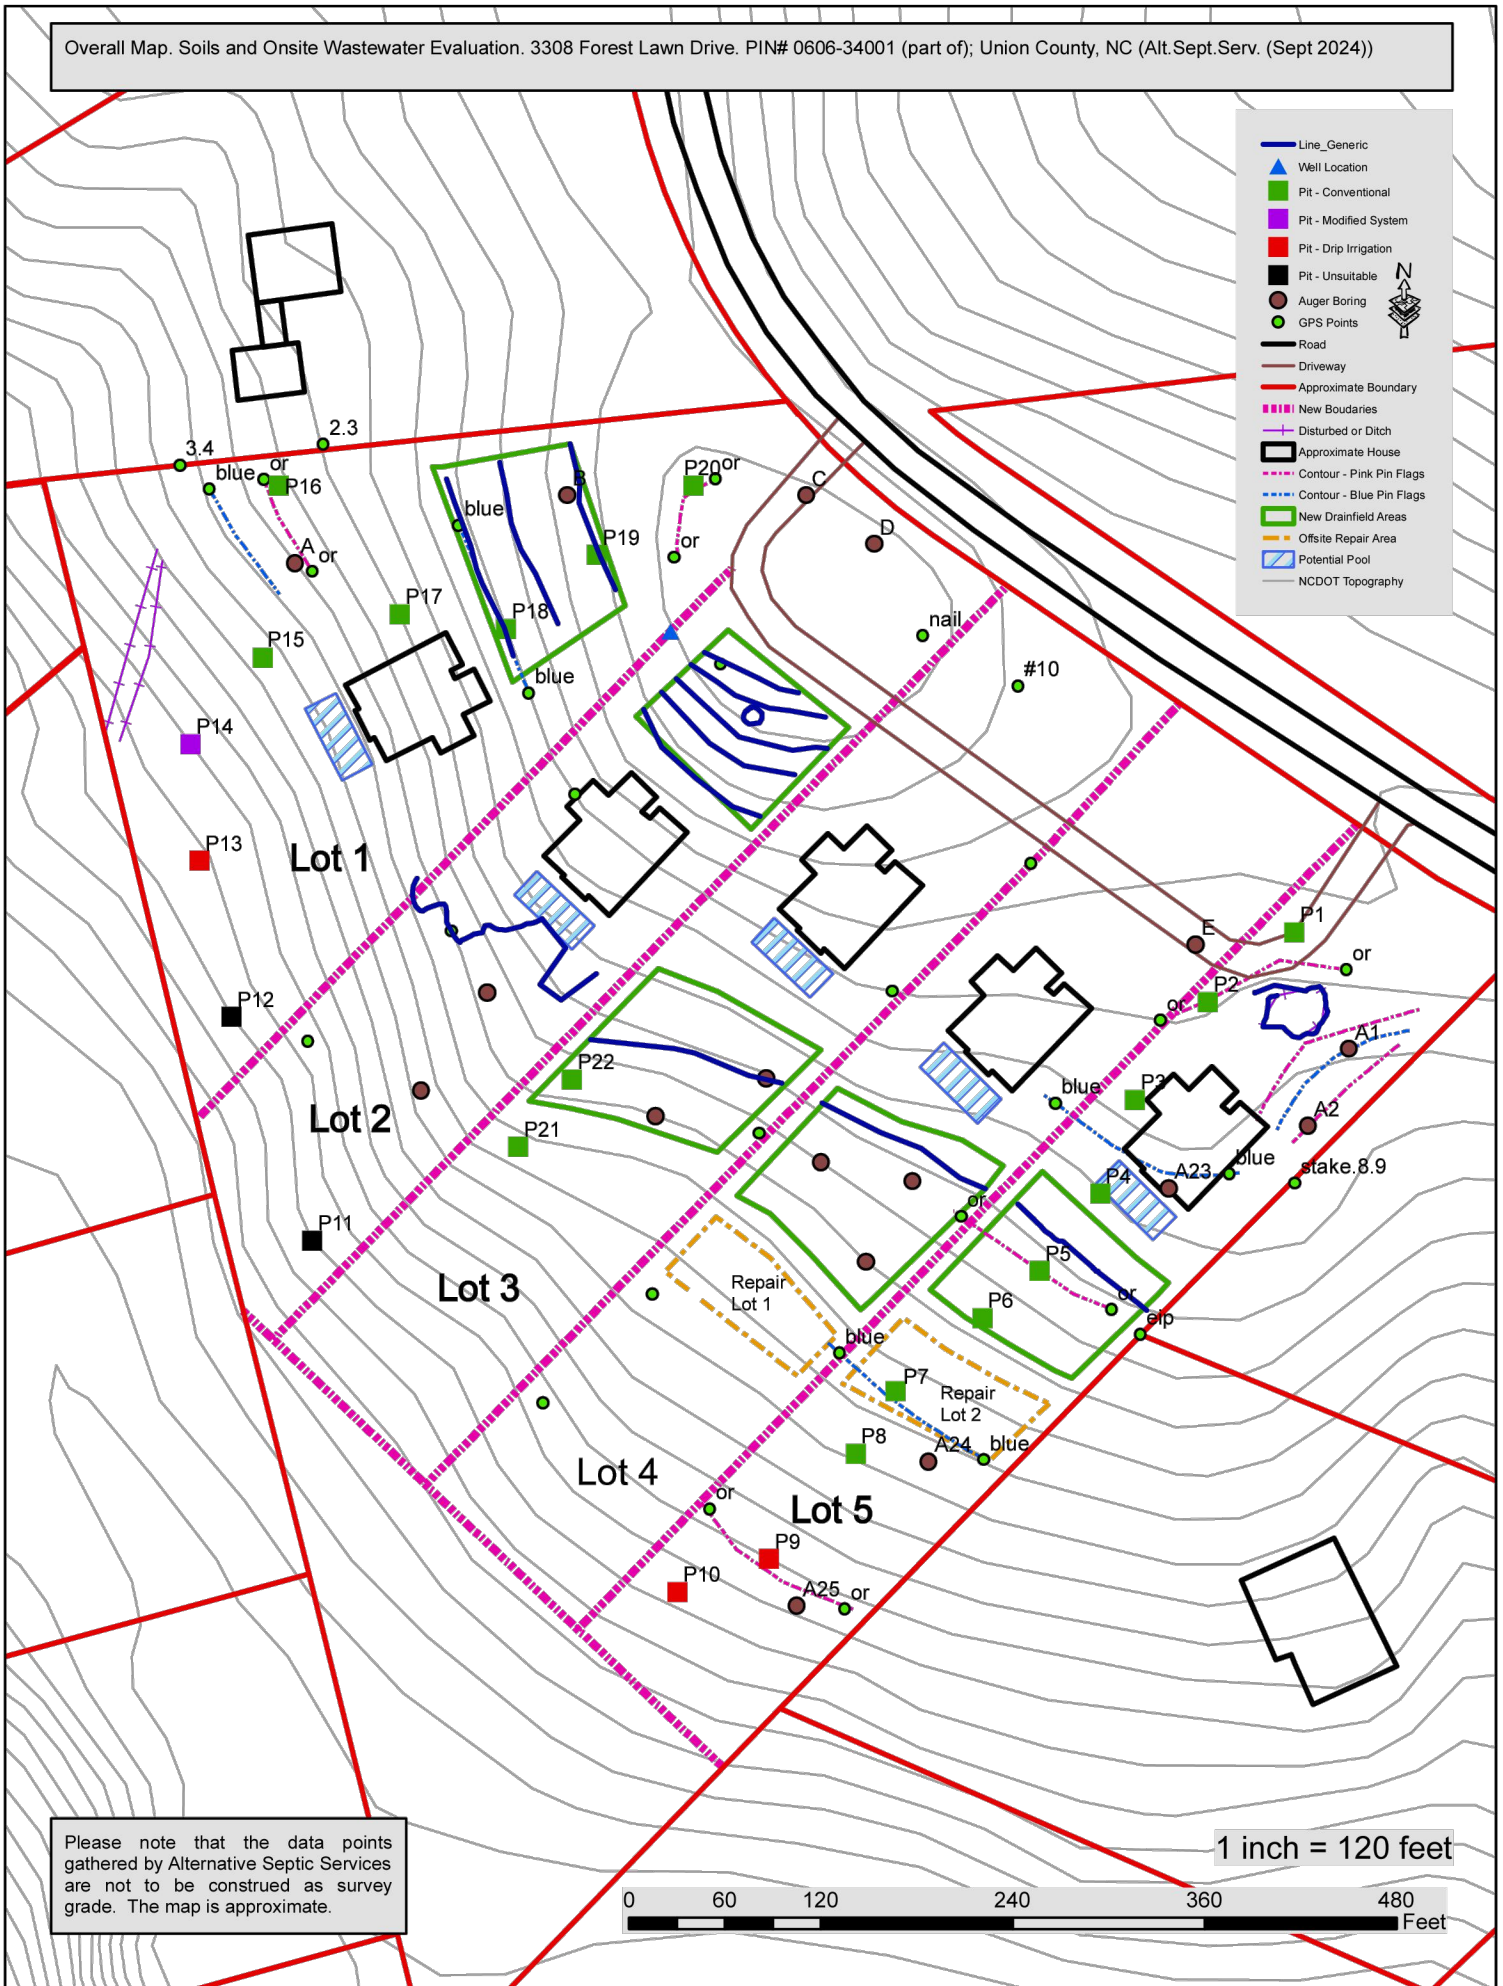 Overall Map. Soils and Onsite Wastewater Evaluation. 3308 Forest Lawn Drive. PIN# 0606-34001 (part of); Union County, NC (Alt.Sept.Serv. (Sept 2024))
Line_Generic
Well Location
Pit - Conventional
Pit - Modified System
Pit - Drip Irrigation
Pit - Unsuitable
N
Auger Boring
GPS Points
Road
Driveway
Approximate Boundary
New Boudaries
Disturbed or Ditch
Approximate House
Contour - Pink Pin Flags
Contour - Blue Pin Flags
New Drainfield Areas
Offsite Repair Area
Potential Pool
NCDOT Topography
2.3
3.4
blue
or
P16
A
or
P17
P15
P14
P13
P12
P11
Lot 1
blue
B
P19
P18
blue
P20
or
or
C
D
nail
#10
E
P1
or
P2
or
A1
A2
P3
blue
A23
blue
P4
stake.8.9
P22
P21
Lot 2
Lot 3
or
P5
or
P6
eip
Repair
Lot 1
blue
P7
Repair
Lot 2
P8
A24
blue
Lot 4
Lot 5
or
P9
P10
A25
or
Please note that the data points
gathered by Alternative Septic Services
are not to be construed as survey
grade. The map is approximate.
1 inch = 120 feet
0 60 120 240 360 480
Feet